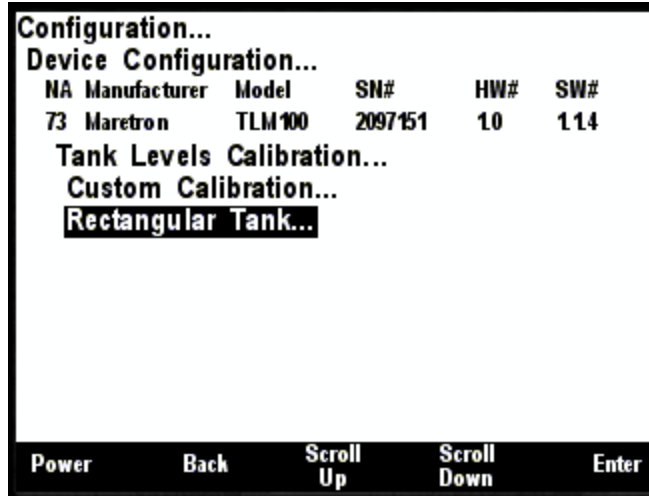 Configuration...
Device Configuration...
NA Manufacturer Model SN# HW# SW#
73 Maretron TLM100 2097151 1.0 1.1.4
Tank Levels Calibration...
Custom Calibration...
Rectangular Tank...
Power Back Scroll Up Scroll Down Enter